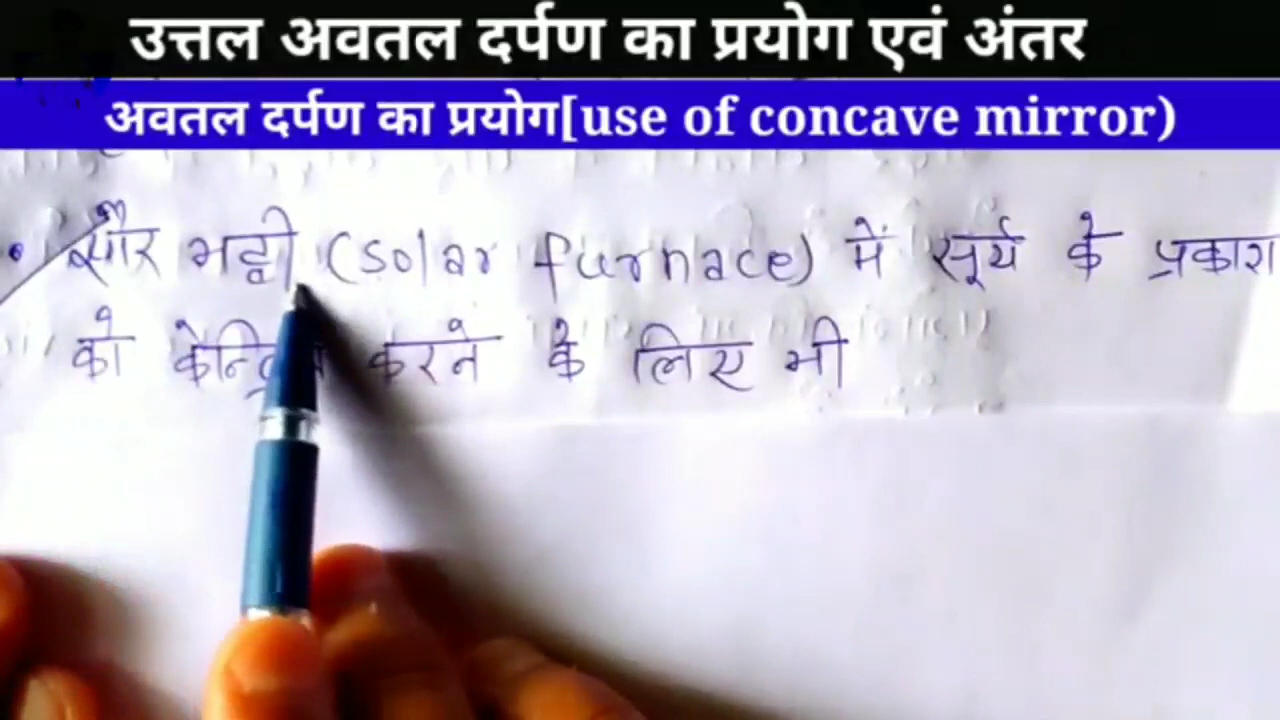 उत्तल अवतल दर्पण का प्रयोग एवं अंतर
अवतल दर्पण का प्रयोग[use of concave mirror)
• सौर भट्टी (solar furnace) में सूर्य के प्रकाश
को करने के लिए भी